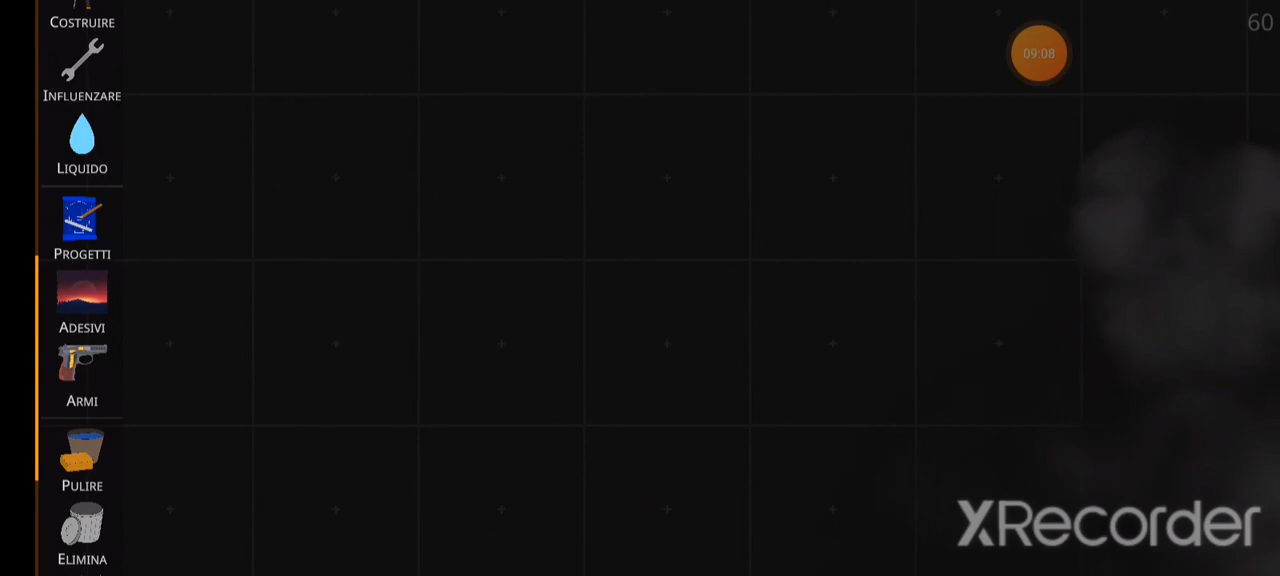 COSTRUIRE
60
09:08
INFLUENZARE
LIQUIDO
PROGETTI
ADESIVI
ARMI
PULIRE
XRecorder
ELIMINA